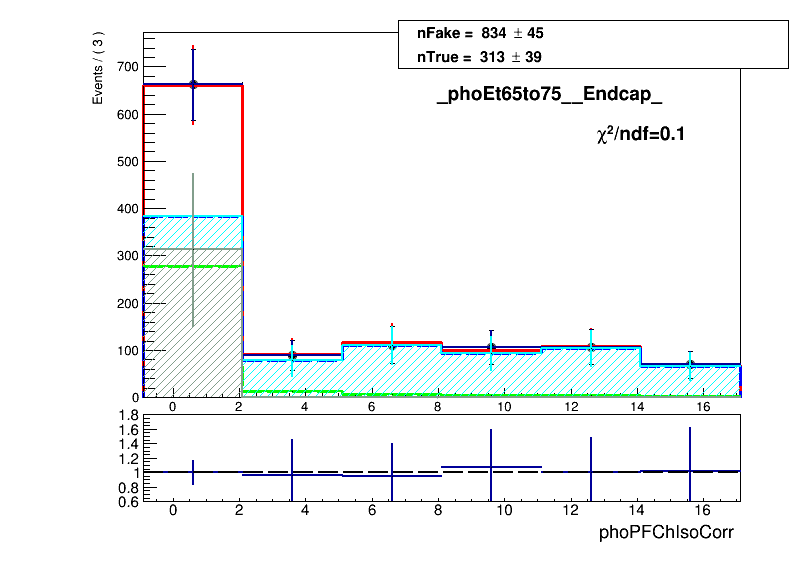 nFake = 834 ± 45
nTrue = 313 ± 39
Events / ( 3 )
_phoEt65to75__Endcap_
χ²/ndf=0.1
700
600
500
400
300
200
100
0
0 2 4 6 8 10 12 14 16
1.8
1.6
1.4
1.2
1
0.8
0.6
0 2 4 6 8 10 12 14 16
phoPFChIsoCorr